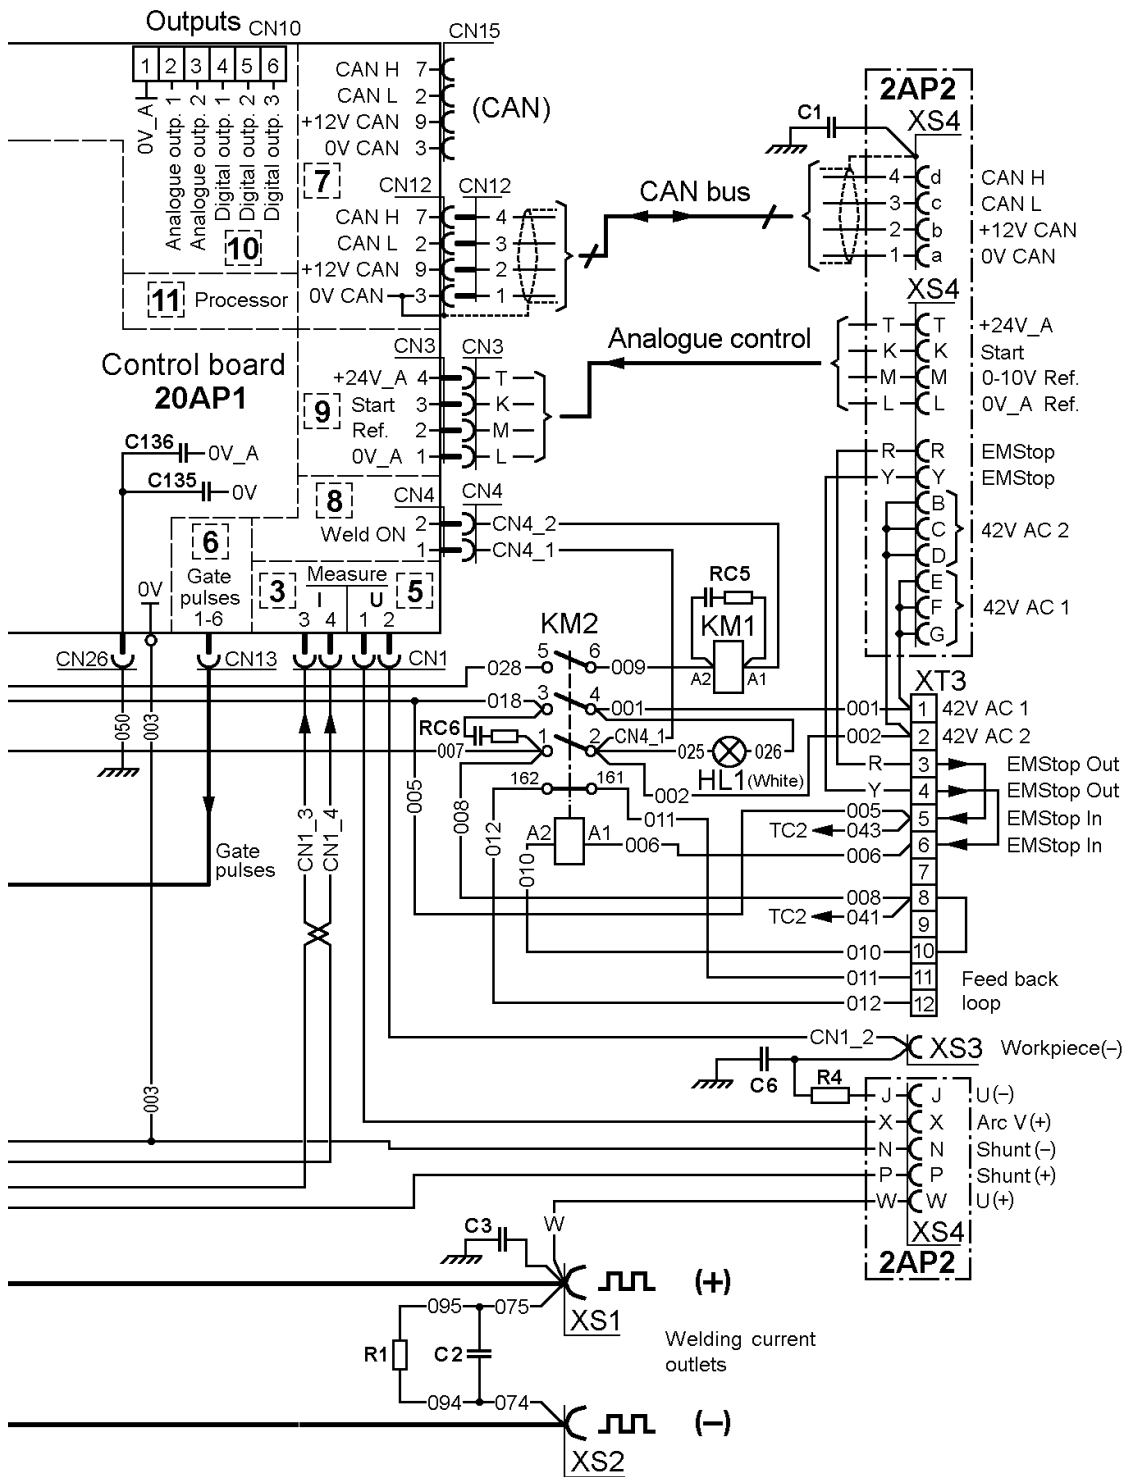 Outputs CN10
CN15
1 2 3 4 5 6
0V_A
Analogue outp. 1
Analogue outp. 2
Digital outp. 1
Digital outp. 2
Digital outp. 3
10
CAN H 7
CAN L 2
+12V CAN 9
0V CAN 3
(CAN)
7
CN12 CN12
CAN H 7 4
CAN L 2 3
+12V CAN 9 2
0V CAN 3 1
CAN bus
C1
2AP2
XS4
4 d CAN H
3 c CAN L
2 b +12V CAN
1 a 0V CAN
11 Processor
Control board
20AP1
CN3 CN3
+24V_A 4 T
Start 3 K
Ref. 2 M
0V_A 1 L
9
Analogue control
XS4
T T +24V_A
K K Start
M M 0-10V Ref.
L L 0V_A Ref.
R R EMStop
Y Y EMStop
B
C 42V AC 2
D
E
F 42V AC 1
G
C136 0V_A
C135 0V
8
CN4 CN4
Weld ON
2 CN4_2
1 CN4_1
6
Gate
pulses
1-6
0V
Measure
3 I U 5
3 4 1 2
CN26 CN13 CN1
050
003
RC5
KM1
A2 A1
KM2
028 5 6 009
018 3 4 001
RC6
007 1 2 CN4_1
025 026
HL1 (White)
002
162 161
005
008
012
010
011
A2 A1
006
XT3
001 1 42V AC 1
002 2 42V AC 2
R 3 EMStop Out
Y 4 EMStop Out
005 5 EMStop In
TC2 043
006 6 EMStop In
7
008 8
TC2 041
9
010 10
011 11 Feed back
012 12 loop
CN1_3
CN1_4
Gate
pulses
003
CN1_2 XS3 Workpiece(–)
C6
R4
J J U(–)
X X Arc V(+)
N N Shunt(–)
P P Shunt(+)
W W U(+)
XS4
2AP2
W
C3
(+)
XS1
095 075
R1 C2
Welding current
outlets
094 074
(–)
XS2